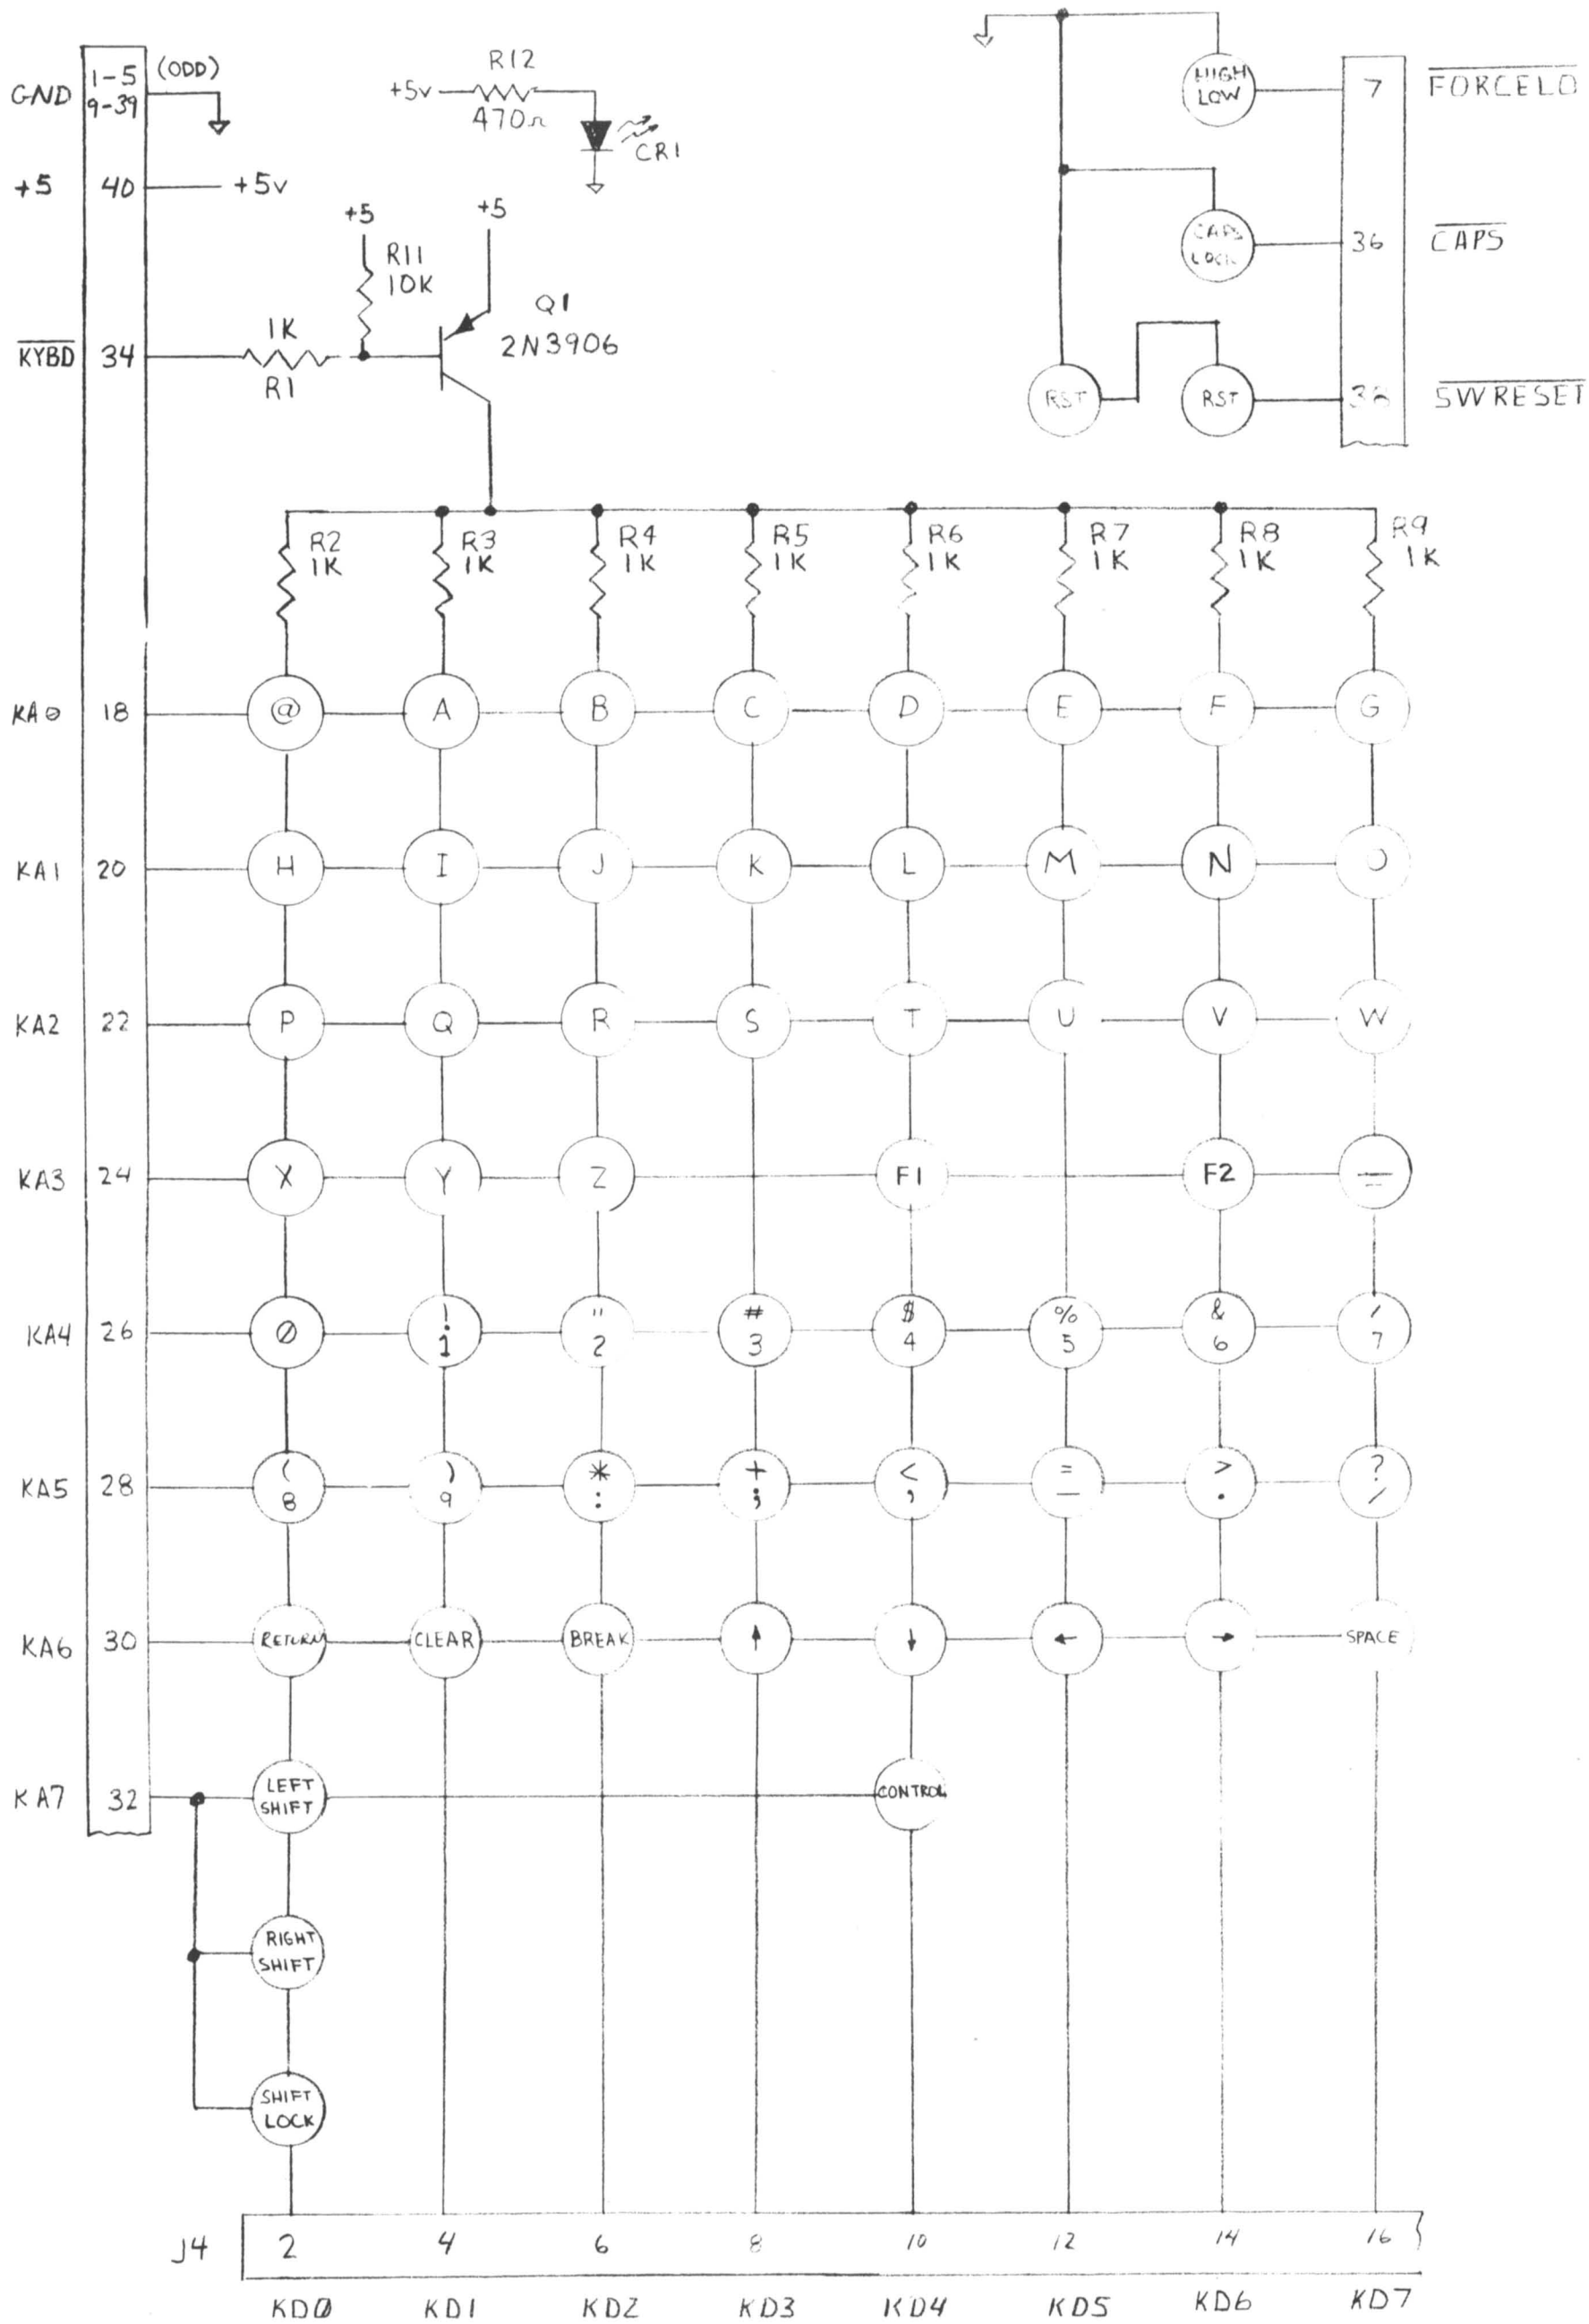 1-5 (ODD)
GND 9-39
+5 40 +5v
R12
+5v
470Ω
CR1
+5 +5
R11
10K
Q1
2N3906
1K
KYBD 34
R1
HIGH LOW 7 FORCELO
CAPS LOCK 36 CAPS
RST RST SWRESET
R2 R3 R4 R5 R6 R7 R8 R9
1K 1K 1K 1K 1K 1K 1K 1K
KA0 18 @ A B C D E F G
KA1 20 H I J K L M N O
KA2 22 P Q R S T U V W
KA3 24 X Y Z F1 F2 —
! " # $ % & '
KA4 26 Ø 1 2 3 4 5 6 7
( ) * + < = > ?
KA5 28 8 9 : ; , — . /
KA6 30 RETURN CLEAR BREAK ↑ ↓ ← → SPACE
KA7 32 LEFT SHIFT CONTROL
RIGHT
SHIFT
SHIFT
LOCK
J4 2 4 6 8 10 12 14 16
KDØ KD1 KD2 KD3 KD4 KD5 KD6 KD7